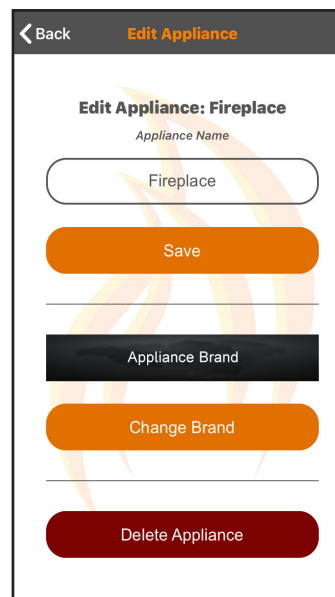 Back
Edit Appliance
Edit Appliance: Fireplace
Appliance Name
Fireplace
Save
Appliance Brand
Change Brand
Delete Appliance